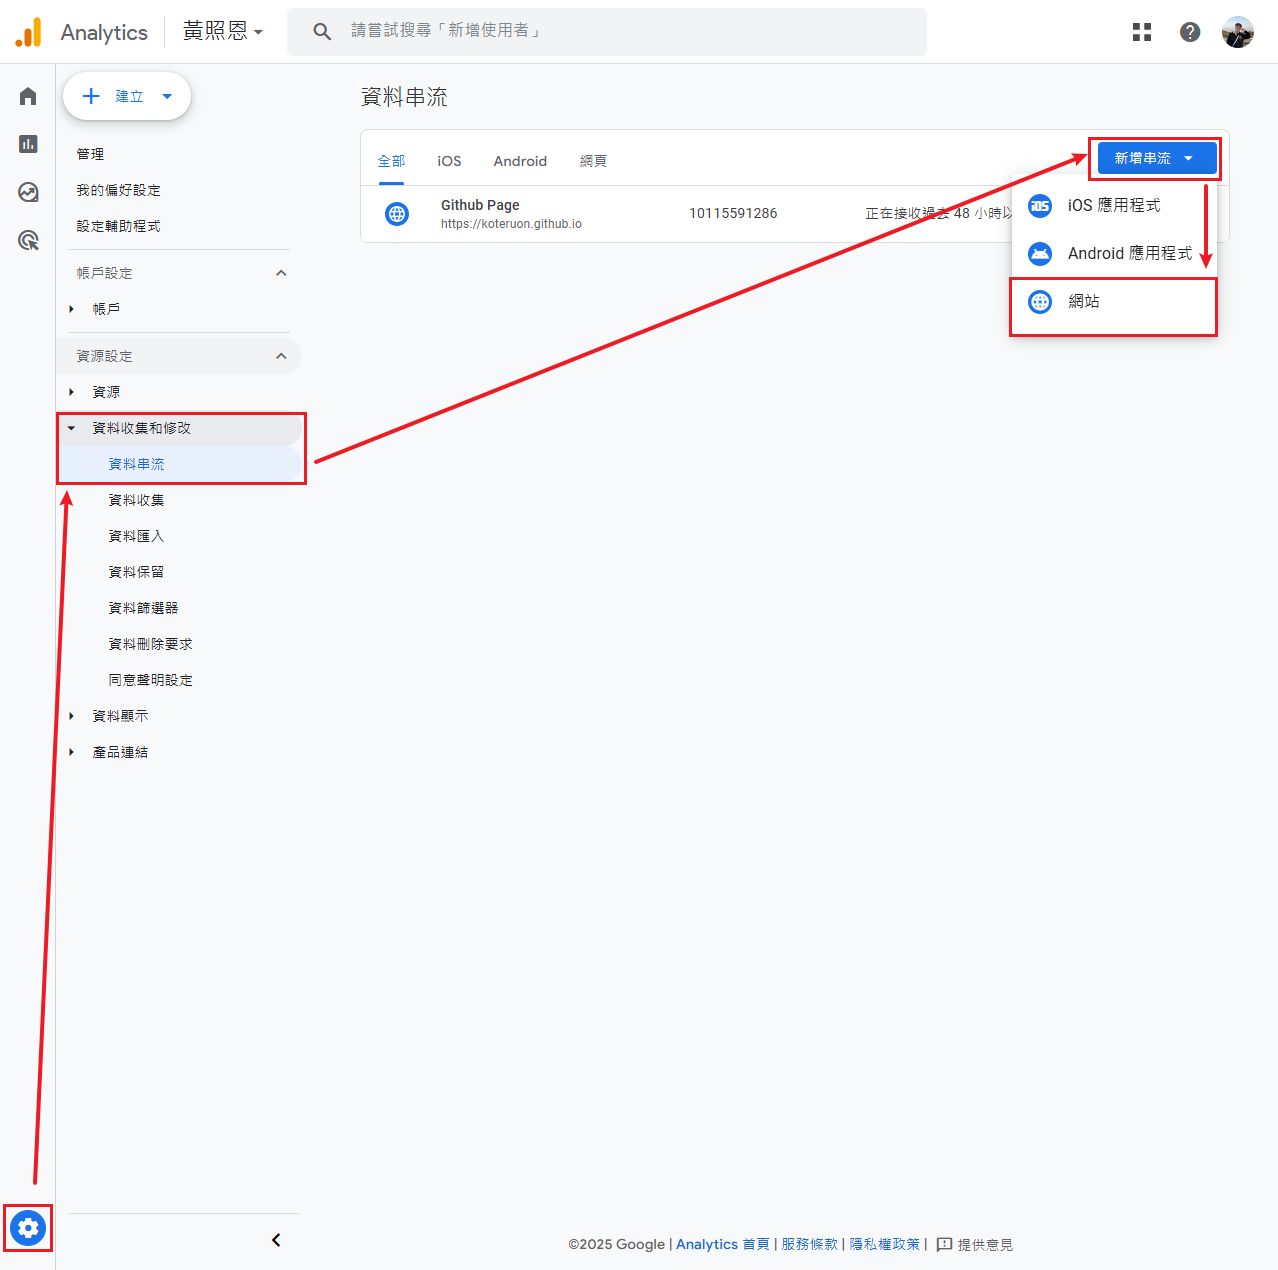 Analytics
黃照恩
請嘗試搜尋「新增使用者」
建立
管理
我的偏好設定
設定輔助程式
帳戶設定
帳戶
資源設定
資源
資料收集和修改
資料串流
資料收集
資料匯入
資料保留
資料篩選器
資料刪除要求
同意聲明設定
資料顯示
產品連結
資料串流
全部 iOS Android 網頁
新增串流
Github Page
https://koteruon.github.io
10115591286
正在接收過去 48 小時以
iOS 應用程式
Android 應用程式
網站
©2025 Google | Analytics 首頁 | 服務條款 | 隱私權政策 | 提供意見